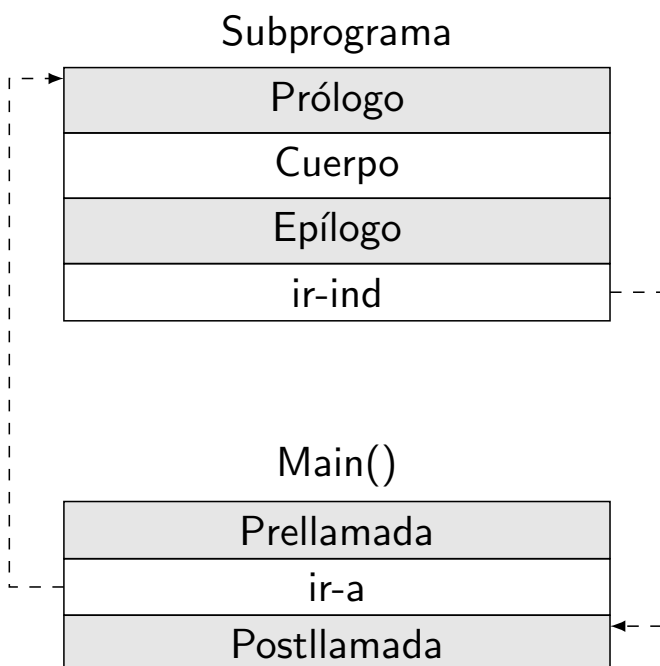 Subprograma
Prólogo
Cuerpo
Epílogo
ir-ind
Main()
Prellamada
ir-a
Postllamada